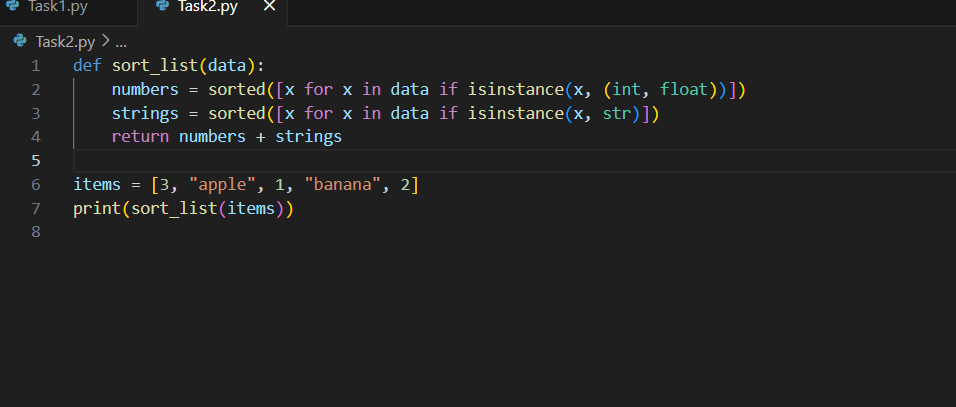 Task1.py Task2.py ×
Task2.py > ...
1 def sort_list(data):
2     numbers = sorted([x for x in data if isinstance(x, (int, float))])
3     strings = sorted([x for x in data if isinstance(x, str)])
4     return numbers + strings
5
6 items = [3, "apple", 1, "banana", 2]
7 print(sort_list(items))
8